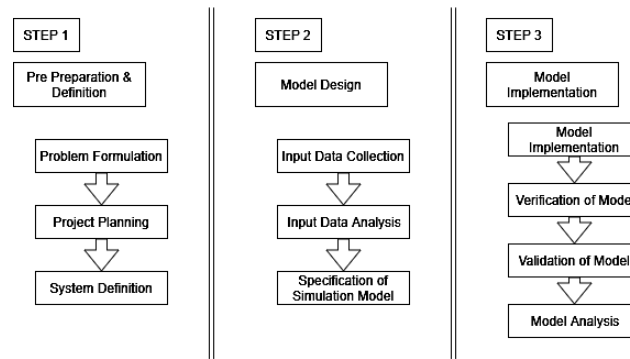 STEP 1
Pre Preparation &
Definition
Problem Formulation
Project Planning
System Definition
STEP 2
Model Design
Input Data Collection
Input Data Analysis
Specification of
Simulation Model
STEP 3
Model
Implementation
Model
Implementation
Verification of Model
Validation of Model
Model Analysis